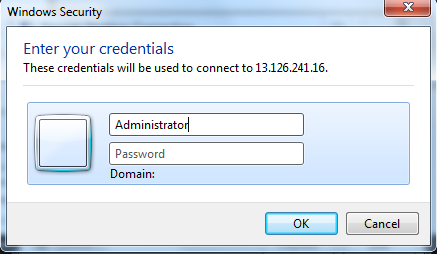 Windows Security
Enter your credentials
These credentials will be used to connect to 13.126.241.16.
Administrator
Password
Domain:
OK
Cancel